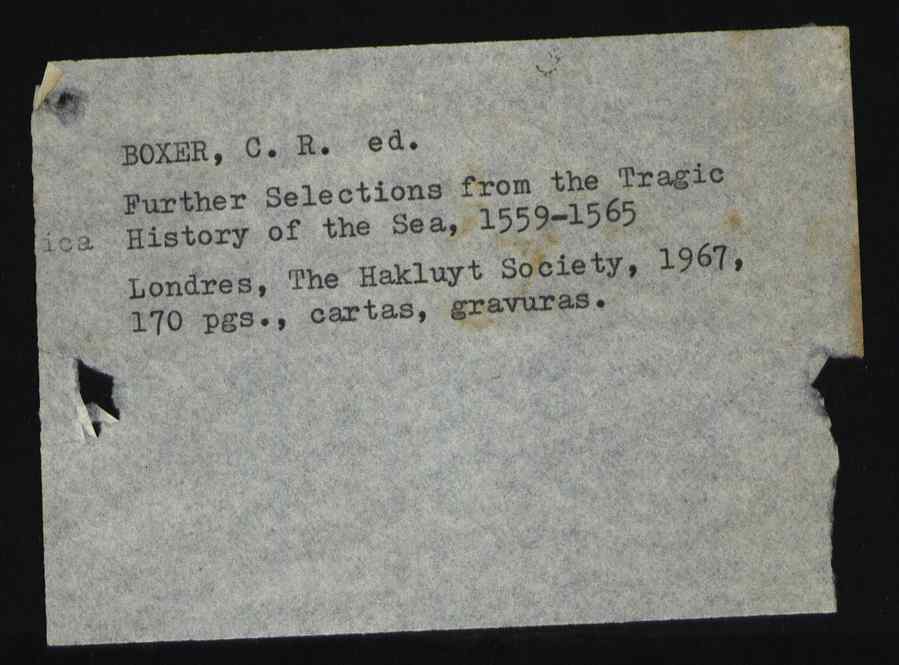 BOXER, C. R. ed.
Further Selections from the Tragic
ica History of the Sea, 1559-1565
Londres, The Hakluyt Society, 1967,
170 pgs., cartas, gravuras.